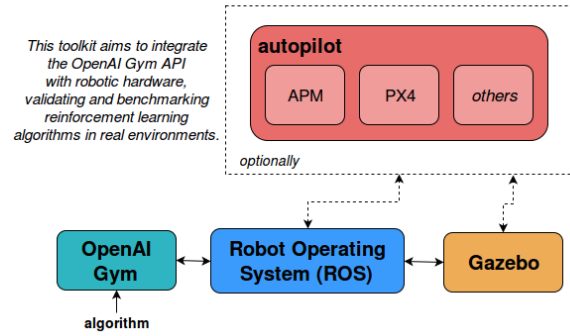 This toolkit aims to integrate
the OpenAI Gym API
with robotic hardware,
validating and benchmarking
reinforcement learning
algorithms in real environments.
autopilot
APM
PX4
others
optionally
OpenAI
Gym
Robot Operating
System (ROS)
Gazebo
algorithm